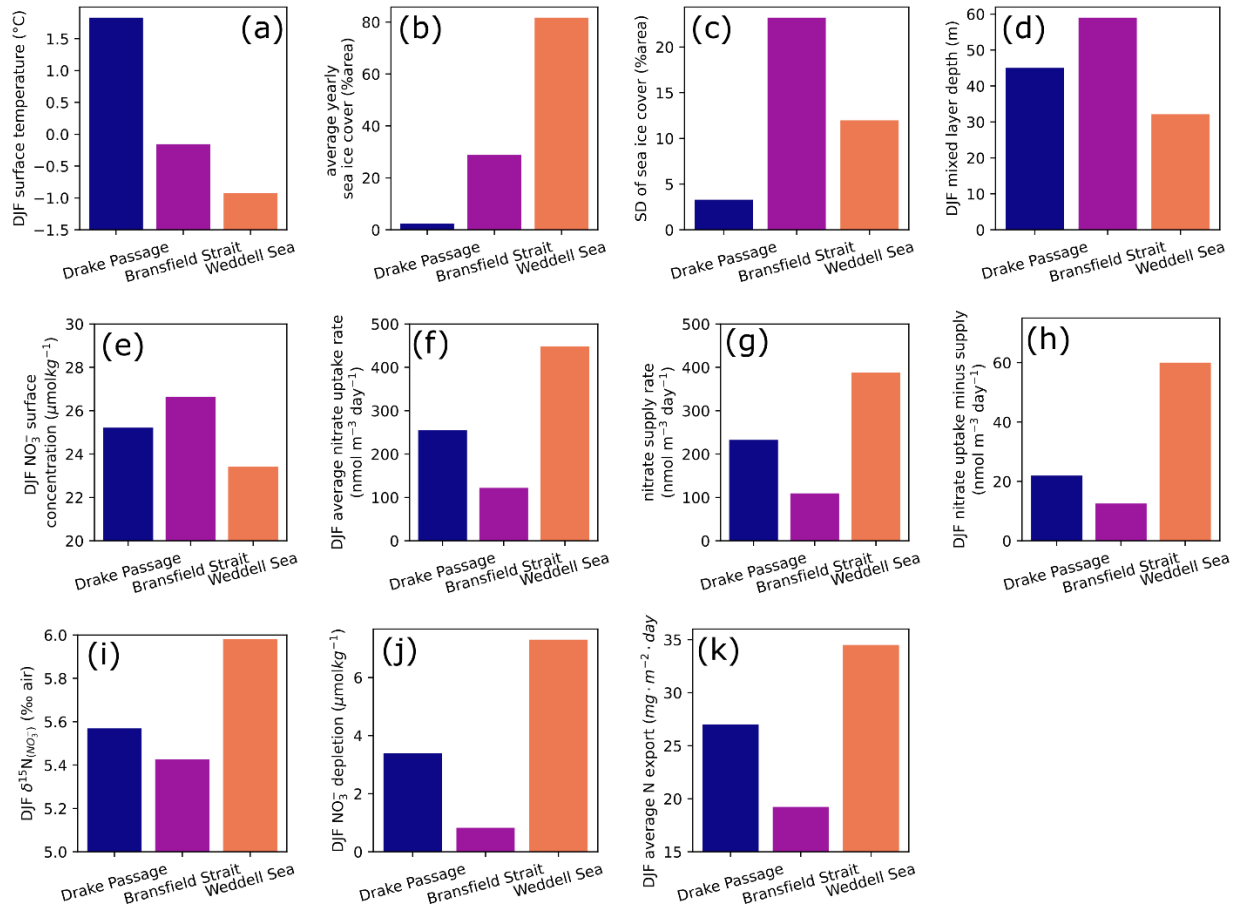 DJF surface temperature (°C)
1.5
1.0
0.5
0.0
−0.5
−1.0
−1.5
(a)
Drake Passage
Bransfield Strait
Weddell Sea
average yearly
sea ice cover (%area)
80
60
40
20
0
(b)
Drake Passage
Bransfield Strait
Weddell Sea
SD of sea ice cover (%area)
20
15
10
5
0
(c)
Drake Passage
Bransfield Strait
Weddell Sea
DJF mixed layer depth (m)
60
50
40
30
20
10
0
(d)
Drake Passage
Bransfield Strait
Weddell Sea
DJF NO₃⁻ surface
concentration (μmolkg⁻¹)
30
28
26
24
22
20
(e)
Drake Passage
Bransfield Strait
Weddell Sea
DJF average nitrate uptake rate
(nmol m⁻³ day⁻¹)
500
400
300
200
100
0
(f)
Drake Passage
Bransfield Strait
Weddell Sea
nitrate supply rate
(nmol m⁻³ day⁻¹)
500
400
300
200
100
0
(g)
Drake Passage
Bransfield Strait
Weddell Sea
DJF nitrate uptake minus supply
(nmol m⁻³ day⁻¹)
60
40
20
0
(h)
Drake Passage
Bransfield Strait
Weddell Sea
DJF δ¹⁵N(NO₃⁻) (‰ air)
6.0
5.8
5.6
5.4
5.2
5.0
(i)
Drake Passage
Bransfield Strait
Weddell Sea
DJF NO₃⁻ depletion (μmolkg⁻¹)
6
4
2
0
(j)
Drake Passage
Bransfield Strait
Weddell Sea
DJF average N export (mg · m⁻² · day
35
30
25
20
15
(k)
Drake Passage
Bransfield Strait
Weddell Sea